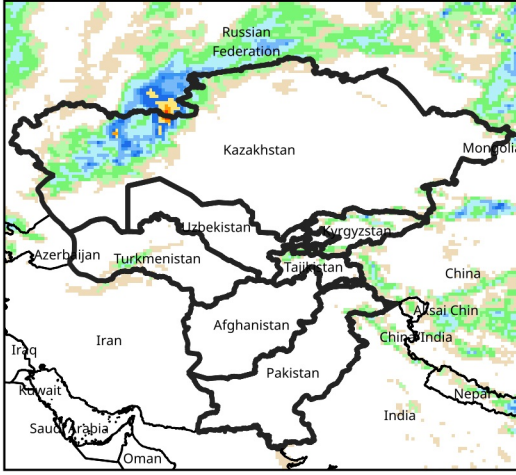 Russian
Federation
Kazakhstan
Mongolia
Uzbekistan
Kyrgyzstan
Azerbaijan
Turkmenistan
Tajikistan
China
Aksai Chin
Afghanistan
China/India
Iran
Iraq
Pakistan
Kuwait
Nepal
India
Saudi Arabia
Oman